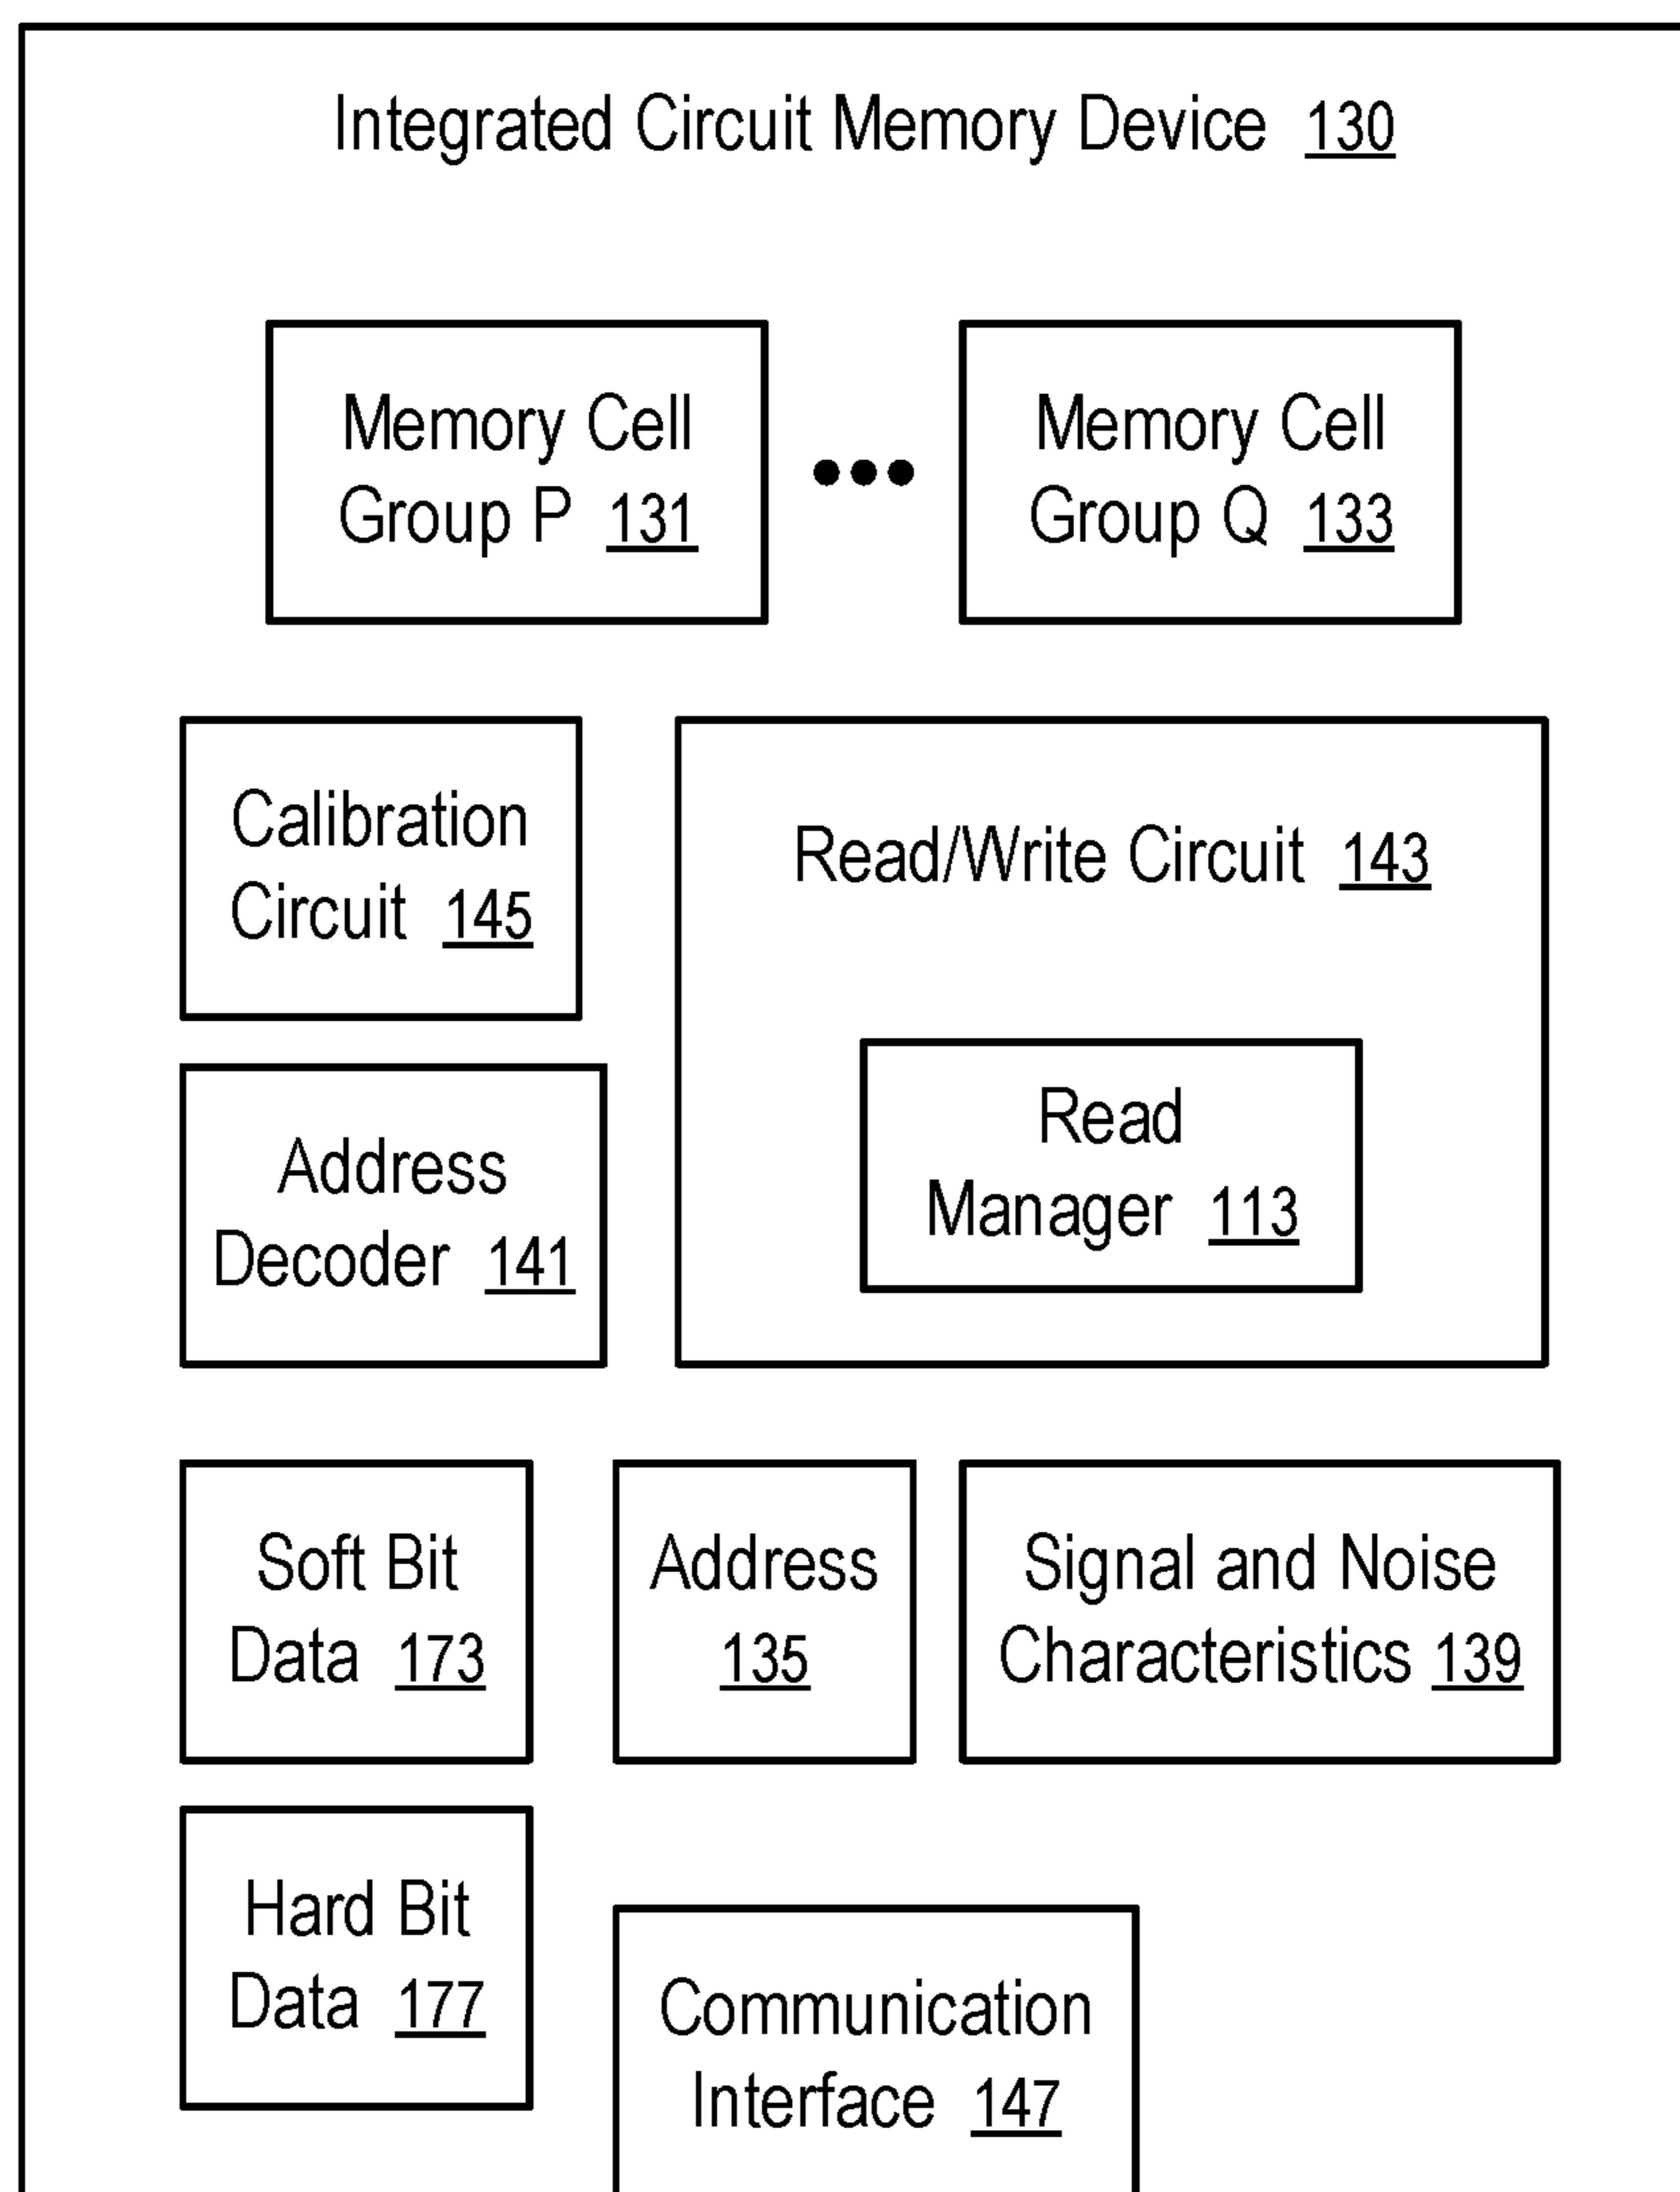 Integrated Circuit Memory Device 130
Memory Cell
Group P 131
Memory Cell
Group Q 133
Calibration
Circuit 145
Read/Write Circuit 143
Read
Manager 113
Address
Decoder 141
Soft Bit
Data 173
Address
135
Signal and Noise
Characteristics 139
Hard Bit
Data 177
Communication
Interface 147